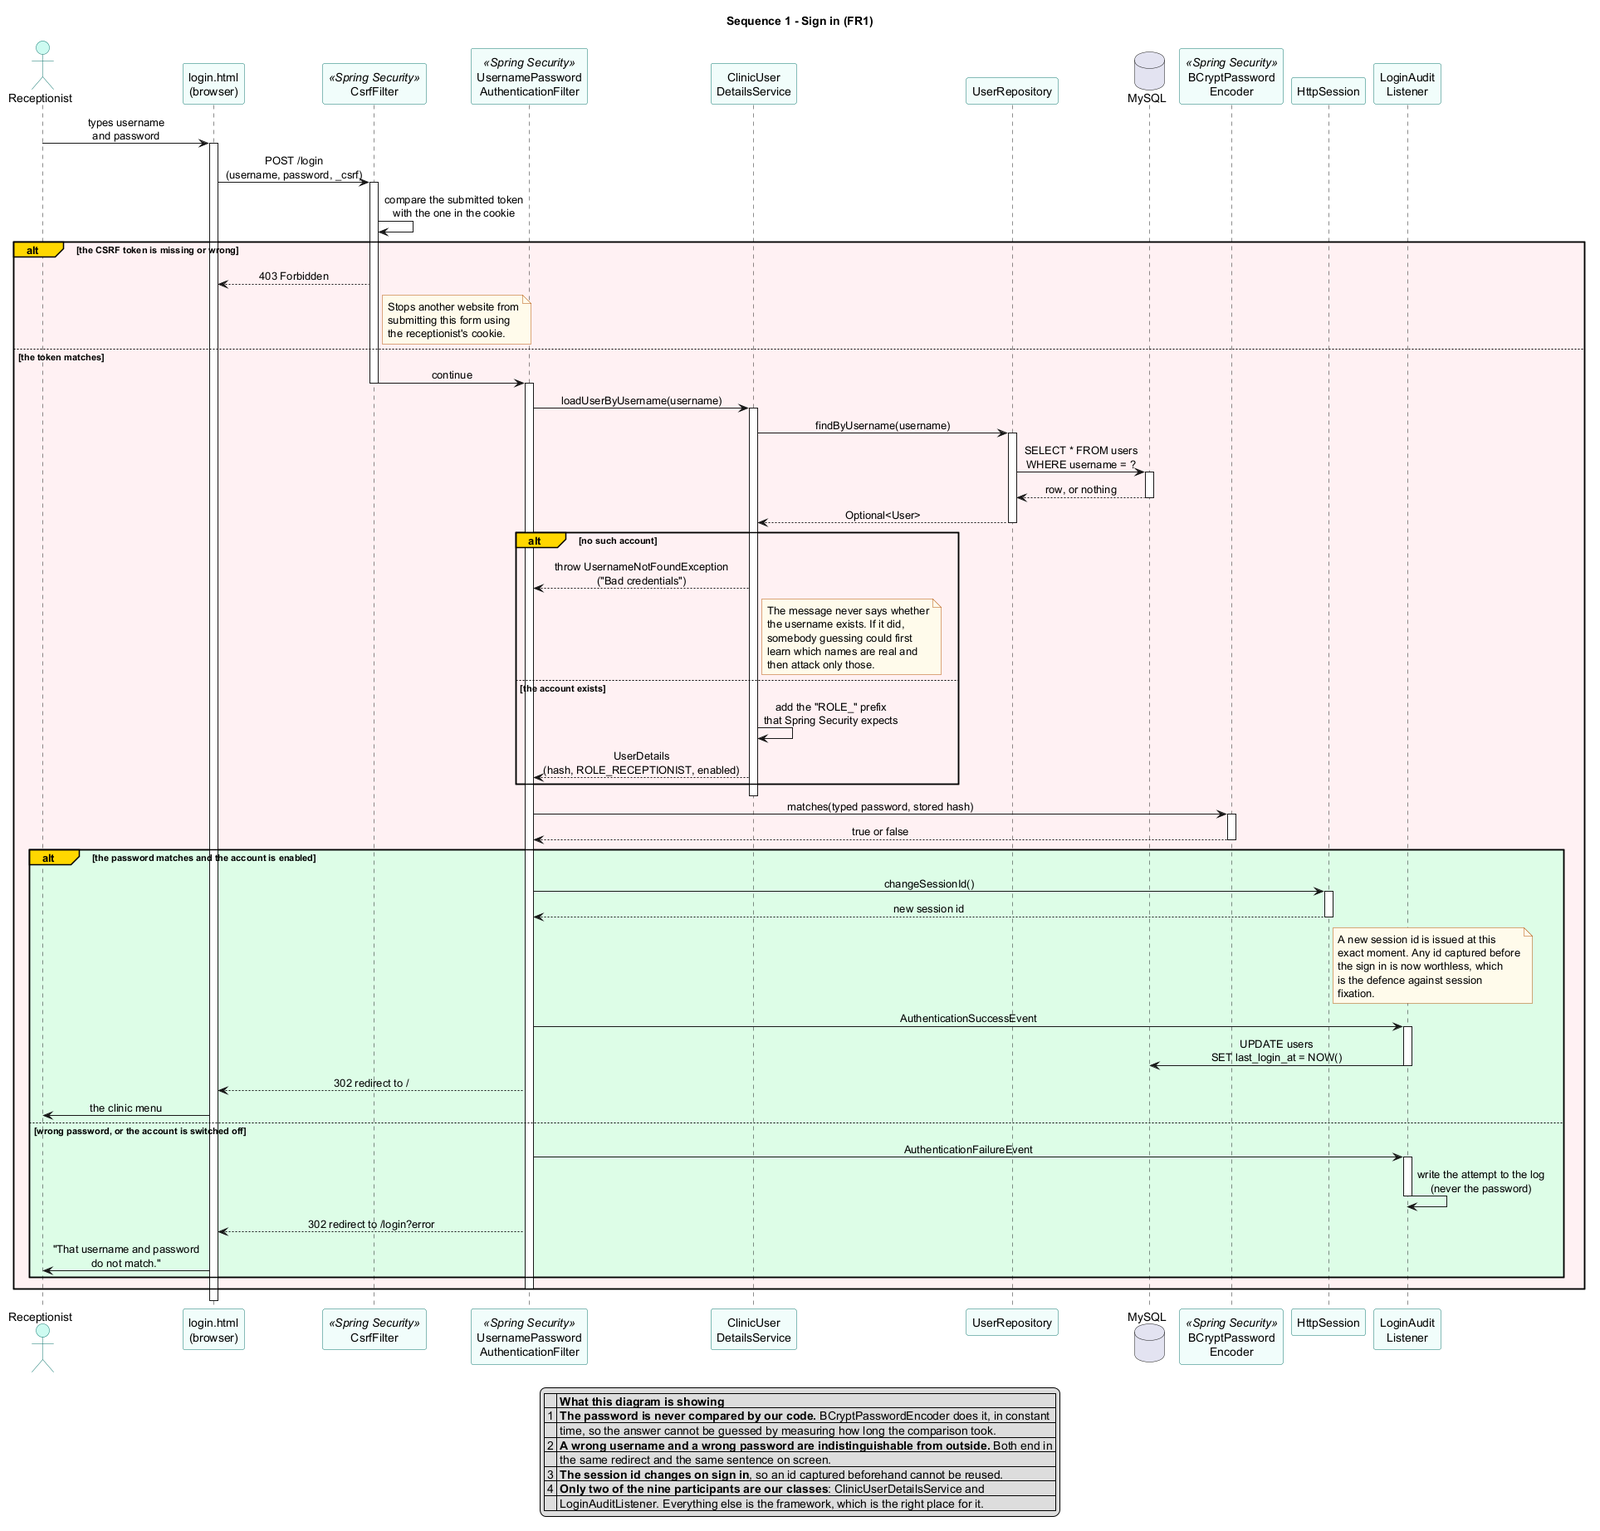 Sequence 1 - Sign in (FR1)
Receptionist
login.html
(browser)
«Spring Security»
CsrfFilter
«Spring Security»
UsernamePassword
AuthenticationFilter
ClinicUser
DetailsService
UserRepository
MySQL
«Spring Security»
BCryptPassword
Encoder
HttpSession
LoginAudit
Listener
types username
and password
POST /login
(username, password, _csrf)
compare the submitted token
with the one in the cookie
alt [the CSRF token is missing or wrong]
403 Forbidden
Stops another website from
submitting this form using
the receptionist's cookie.
[the token matches]
continue
loadUserByUsername(username)
findByUsername(username)
SELECT * FROM users
WHERE username = ?
row, or nothing
Optional<User>
alt [no such account]
throw UsernameNotFoundException
("Bad credentials")
The message never says whether
the username exists. If it did,
somebody guessing could first
learn which names are real and
then attack only those.
[the account exists]
add the "ROLE_" prefix
that Spring Security expects
UserDetails
(hash, ROLE_RECEPTIONIST, enabled)
matches(typed password, stored hash)
true or false
alt [the password matches and the account is enabled]
changeSessionId()
new session id
A new session id is issued at this
exact moment. Any id captured before
the sign in is now worthless, which
is the defence against session
fixation.
AuthenticationSuccessEvent
UPDATE users
SET last_login_at = NOW()
302 redirect to /
the clinic menu
[wrong password, or the account is switched off]
AuthenticationFailureEvent
write the attempt to the log
(never the password)
302 redirect to /login?error
"That username and password
do not match."
Receptionist
login.html
(browser)
«Spring Security»
CsrfFilter
«Spring Security»
UsernamePassword
AuthenticationFilter
ClinicUser
DetailsService
UserRepository
MySQL
«Spring Security»
BCryptPassword
Encoder
HttpSession
LoginAudit
Listener
What this diagram is showing
1 The password is never compared by our code. BCryptPasswordEncoder does it, in constant
time, so the answer cannot be guessed by measuring how long the comparison took.
2 A wrong username and a wrong password are indistinguishable from outside. Both end in
the same redirect and the same sentence on screen.
3 The session id changes on sign in, so an id captured beforehand cannot be reused.
4 Only two of the nine participants are our classes: ClinicUserDetailsService and
LoginAuditListener. Everything else is the framework, which is the right place for it.